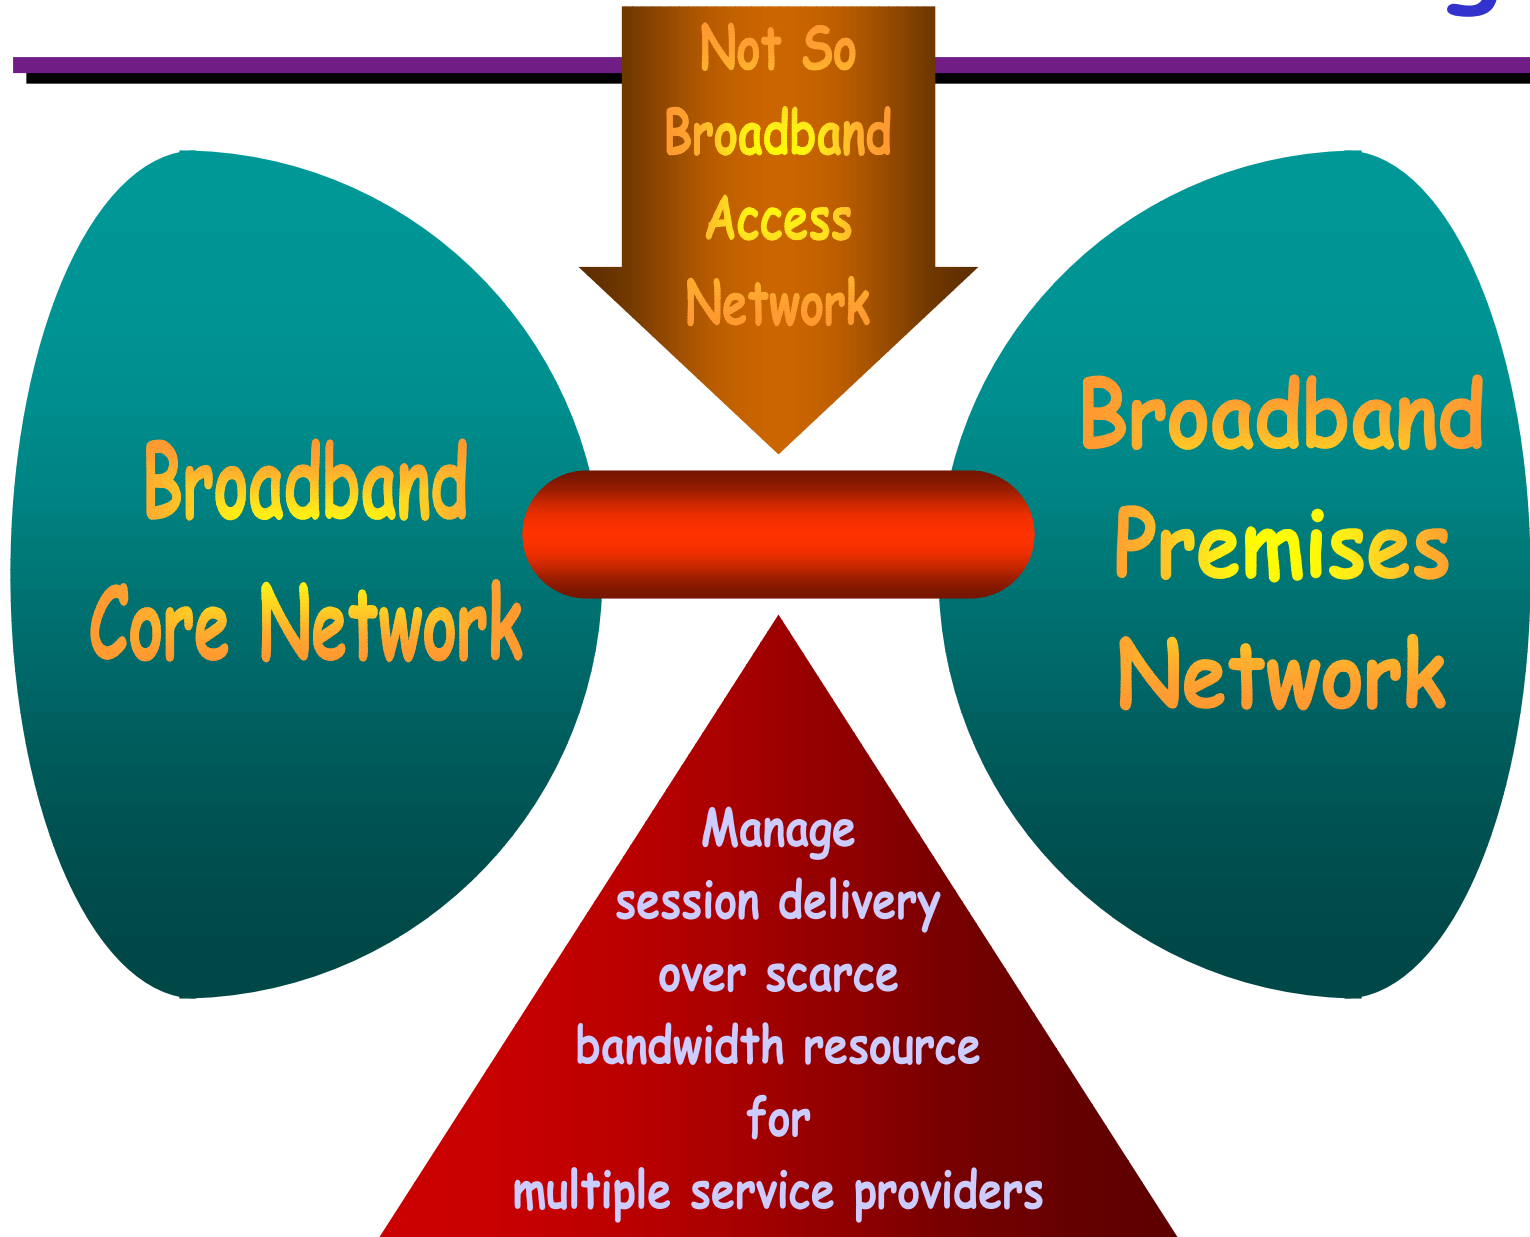 Not So
Broadband
Access
Network
Broadband
Core Network
Broadband
Premises
Network
Manage
session delivery
over scarce
bandwidth resource
for
multiple service providers